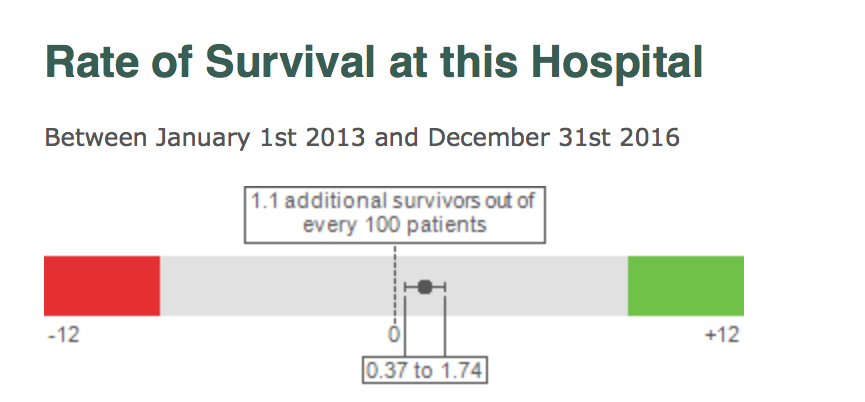 Rate of Survival at this Hospital
Between January 1st 2013 and December 31st 2016
1.1 additional survivors out of
every 100 patients
-12
0
+12
0.37 to 1.74